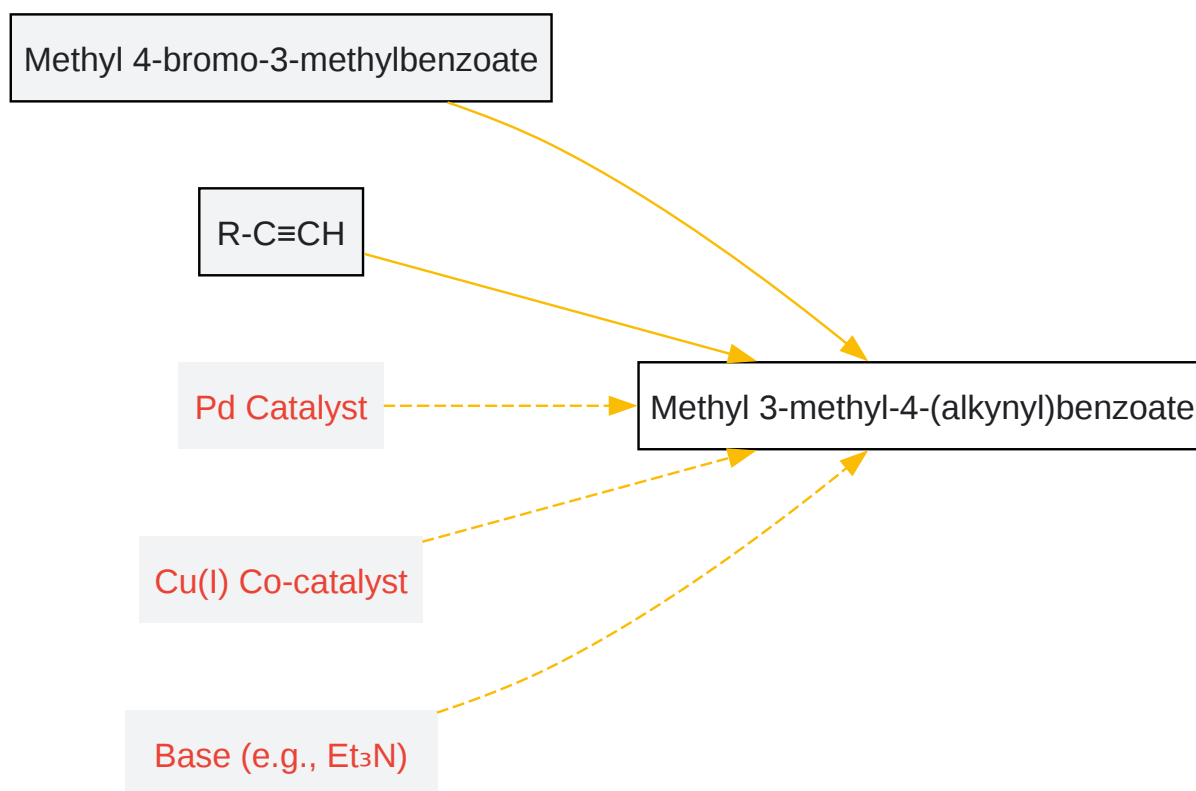 Methyl 4-bromo-3-methylbenzoate
R-C≡CH
Pd Catalyst
Methyl 3-methyl-4-(alkynyl)benzoate
Cu(I) Co-catalyst
Base (e.g., Et₃N)